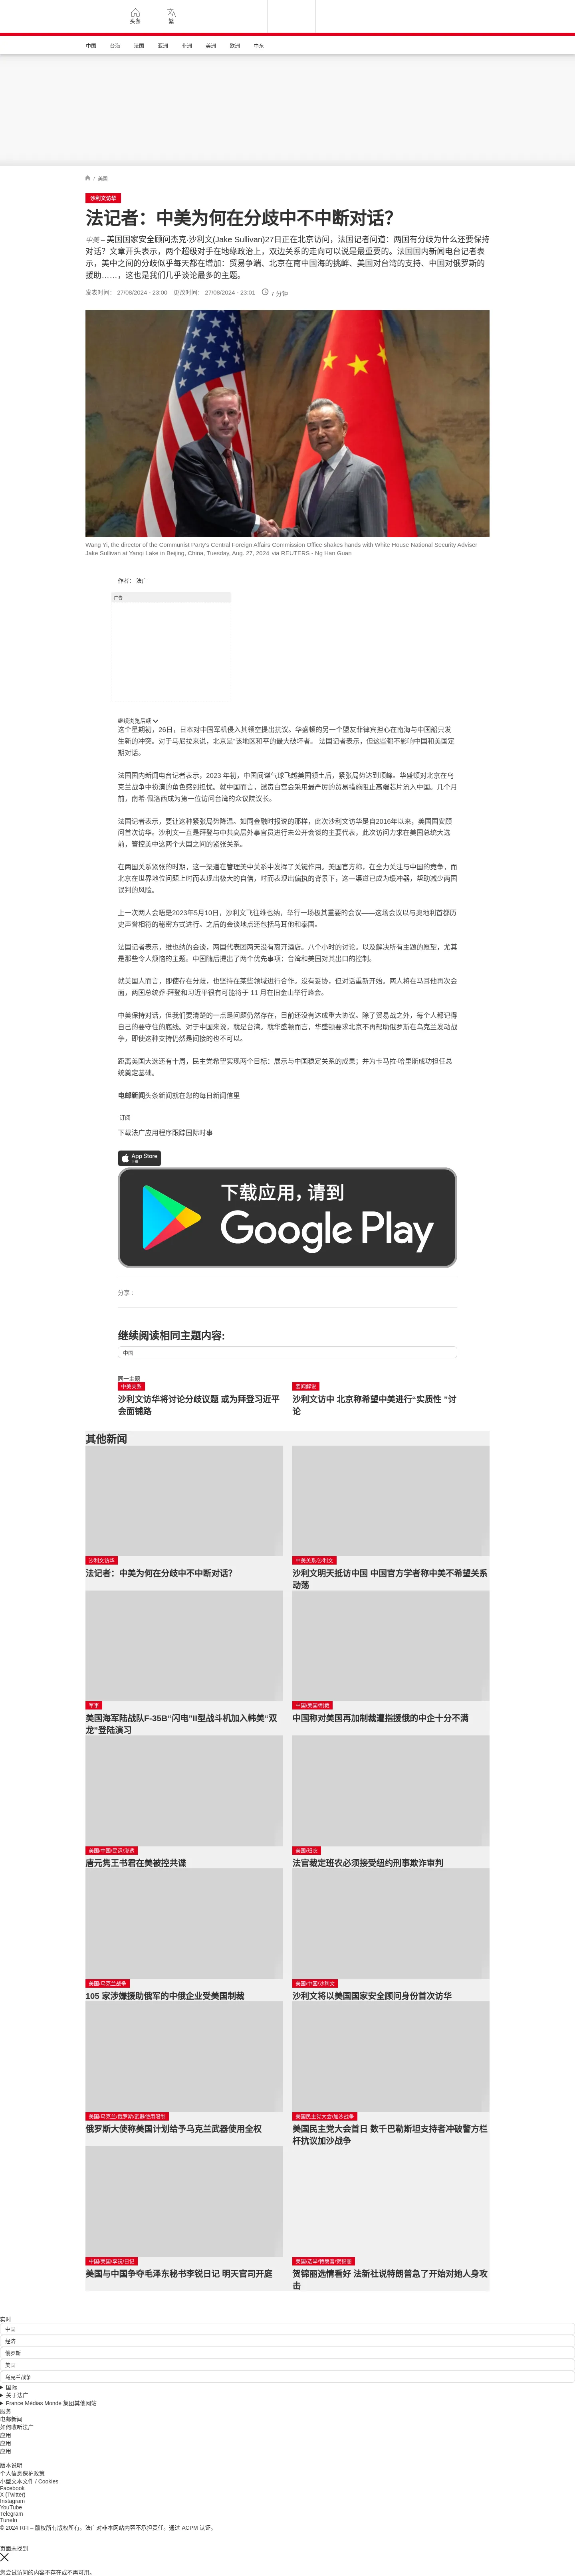 头条
繁
中国 台海 法国 亚洲 非洲 美洲 欧洲 中东
/ 美国
沙利文访华
法记者：中美为何在分歧中不中断对话?
中美 – 美国国家安全顾问杰克·沙利文(Jake Sullivan)27日正在北京访问，法国记者问道：两国有分歧为什么还要保持
对话？文章开头表示，两个超级对手在地缘政治上，双边关系的走向可以说是最重要的。法国国内新闻电台记者表
示，美中之间的分歧似乎每天都在增加：贸易争端、北京在南中国海的挑衅、美国对台湾的支持、中国对俄罗斯的
援助……，这也是我们几乎谈论最多的主题。
发表时间： 27/08/2024 - 23:00 更改时间： 27/08/2024 - 23:01 7 分钟
Wang Yi, the director of the Communist Party's Central Foreign Affairs Commission Office shakes hands with White House National Security Adviser
Jake Sullivan at Yanqi Lake in Beijing, China, Tuesday, Aug. 27, 2024 via REUTERS - Ng Han Guan
作者： 法广
广告
继续浏览后续
这个星期初，26日，日本对中国军机侵入其领空提出抗议。华盛顿的另一个盟友菲律宾担心在南海与中国船只发
生新的冲突。对于马尼拉来说，北京是“该地区和平的最大破坏者。 法国记者表示，但这些都不影响中国和美国定
期对话。
法国国内新闻电台记者表示，2023 年初，中国间谍气球飞越美国领土后，紧张局势达到顶峰。华盛顿对北京在乌
克兰战争中扮演的角色感到担忧。就中国而言，谴责白宫会采用最严厉的贸易措施阻止高端芯片流入中国。几个月
前，南希·佩洛西成为第一位访问台湾的众议院议长。
法国记者表示，要让这种紧张局势降温。如同金融时报说的那样，此次沙利文访华是自2016年以来，美国国安顾
问首次访华。沙利文一直是拜登与中共高层外事官员进行未公开会谈的主要代表，此次访问力求在美国总统大选
前，管控美中这两个大国之间的紧张关系。
在两国关系紧张的时期，这一渠道在管理美中关系中发挥了关键作用。美国官方称，在全力关注与中国的竞争，而
北京在世界地位问题上时而表现出极大的自信，时而表现出偏执的背景下，这一渠道已成为缓冲器，帮助减少两国
误判的风险。
上一次两人会晤是2023年5月10日，沙利文飞往维也纳，举行一场极其重要的会议——这场会议以与奥地利首都历
史声誉相符的秘密方式进行。之后的会谈地点还包括马耳他和泰国。
法国记者表示，维也纳的会谈，两国代表团两天没有离开酒店。八个小时的讨论。以及解决所有主题的愿望，尤其
是那些令人烦恼的主题。中国随后提出了两个优先事项：台湾和美国对其出口的控制。
就美国人而言，即使存在分歧，也坚持在某些领域进行合作。没有妥协，但对话重新开始。两人将在马耳他再次会
面，两国总统乔·拜登和习近平很有可能将于 11 月在旧金山举行峰会。
中美保持对话，但我们要清楚的一点是问题仍然存在，目前还没有达成重大协议。除了贸易战之外，每个人都记得
自己的要守住的底线。对于中国来说，就是台湾。就华盛顿而言，华盛顿要求北京不再帮助俄罗斯在乌克兰发动战
争，即使这种支持仍然是间接的也不可以。
距离美国大选还有十周，民主党希望实现两个目标：展示与中国稳定关系的成果；并为卡马拉·哈里斯成功担任总
统奠定基础。
电邮新闻头条新闻就在您的每日新闻信里
订阅
下载法广应用程序跟踪国际时事
App Store
下载
下载应用，请到
Google Play
分享 :
继续阅读相同主题内容:
中国
同一主题
中美关系
沙利文访华将讨论分歧议题 或为拜登习近平
会面铺路
要闻解说
沙利文访中 北京称希望中美进行“实质性 ”讨
论
其他新闻
沙利文访华
法记者：中美为何在分歧中不中断对话?
中美关系/沙利文
沙利文明天抵访中国 中国官方学者称中美不希望关系
动荡
军事
美国海军陆战队F-35B“闪电”II型战斗机加入韩美“双
龙”登陆演习
中国/美国/制裁
中国称对美国再加制裁遭指援俄的中企十分不满
美国/中国/民运/渗透
唐元隽王书君在美被控共谍
美国/班农
法官裁定班农必须接受纽约刑事欺诈审判
美国/乌克兰战争
105 家涉嫌援助俄军的中俄企业受美国制裁
美国/中国/沙利文
沙利文将以美国国家安全顾问身份首次访华
美国/乌克兰/俄罗斯/武器使用限制
俄罗斯大使称美国计划给予乌克兰武器使用全权
美国民主党大会/加沙战争
美国民主党大会首日 数千巴勒斯坦支持者冲破警方栏
杆抗议加沙战争
中国/美国/李锐/日记
美国与中国争夺毛泽东秘书李锐日记 明天官司开庭
美国/选举/特朗普/贺锦丽
贺锦丽选情看好 法新社说特朗普急了开始对她人身攻
击
实时
中国
经济
俄罗斯
美国
马克兰战争
国际
关于法广
France Médias Monde 集团其他网站
服务
电邮新闻
如何收听法广
应用
应用
应用
版本说明
个人信息保护政策
小型文本文件 / Cookies
Facebook
X (Twitter)
Instagram
YouTube
Telegram
TuneIn
© 2024 RFI – 版权所有版权所有。法广对非本网站内容不承担责任。通过 ACPM 认证。
页面未找到
您尝试访问的内容不存在或不再可用。